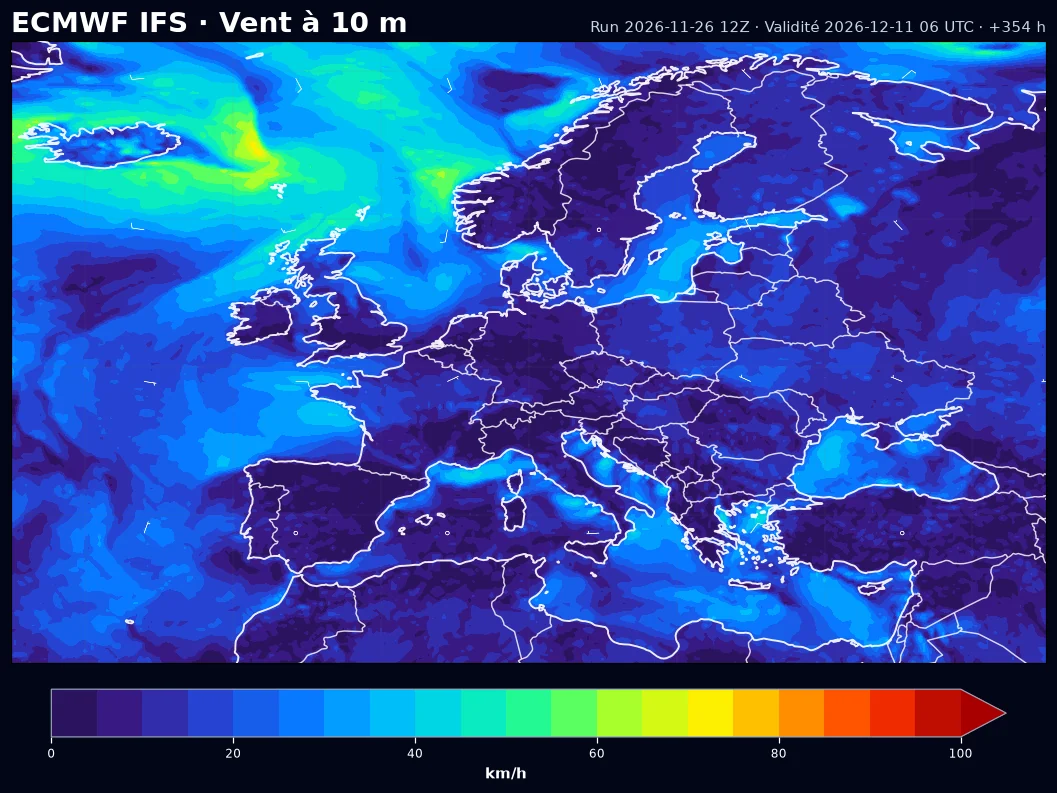 ECMWF IFS · Vent à 10 m
Run 2026-11-26 12Z · Validité 2026-12-11 06 UTC · +354 h
0 20 40 60 80 100
km/h